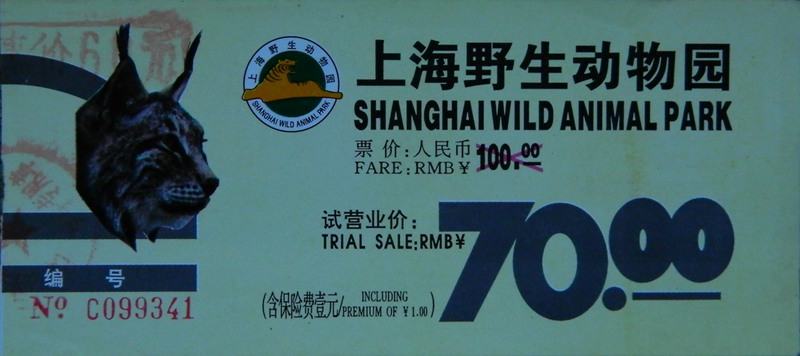 上海野生动物园
SHANGHAI WILD ANIMAL PARK
上海野生动物园
SHANGHAI WILD ANIMAL PARK
票价:人民币
FARE:RMB¥ 100.00
试营业价:
TRIAL SALE:RMB¥ 70.00
编号
Nº C099341
(含保险费壹元/INCLUDING PREMIUM OF ¥1.00)